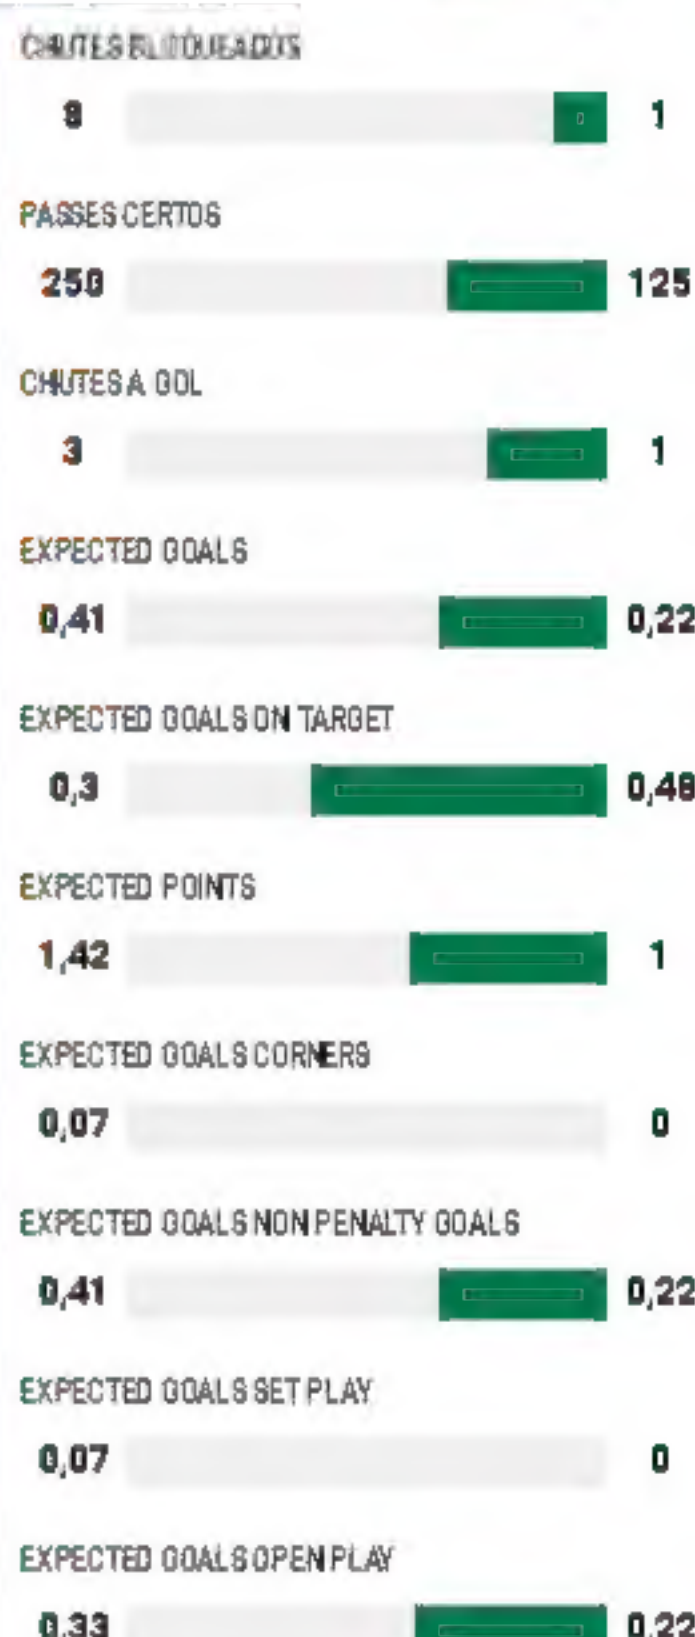 CHUTES BLOQUEADOS
8 1
PASSES CERTOS
250 125
CHUTES A GOL
3 1
EXPECTED GOALS
0,41 0,22
EXPECTED GOALS ON TARGET
0,3 0,48
EXPECTED POINTS
1,42 1
EXPECTED GOALS CORNERS
0,07 0
EXPECTED GOALS NON PENALTY GOALS
0,41 0,22
EXPECTED GOALS SET PLAY
0,07 0
EXPECTED GOALS OPEN PLAY
0,33 0,22